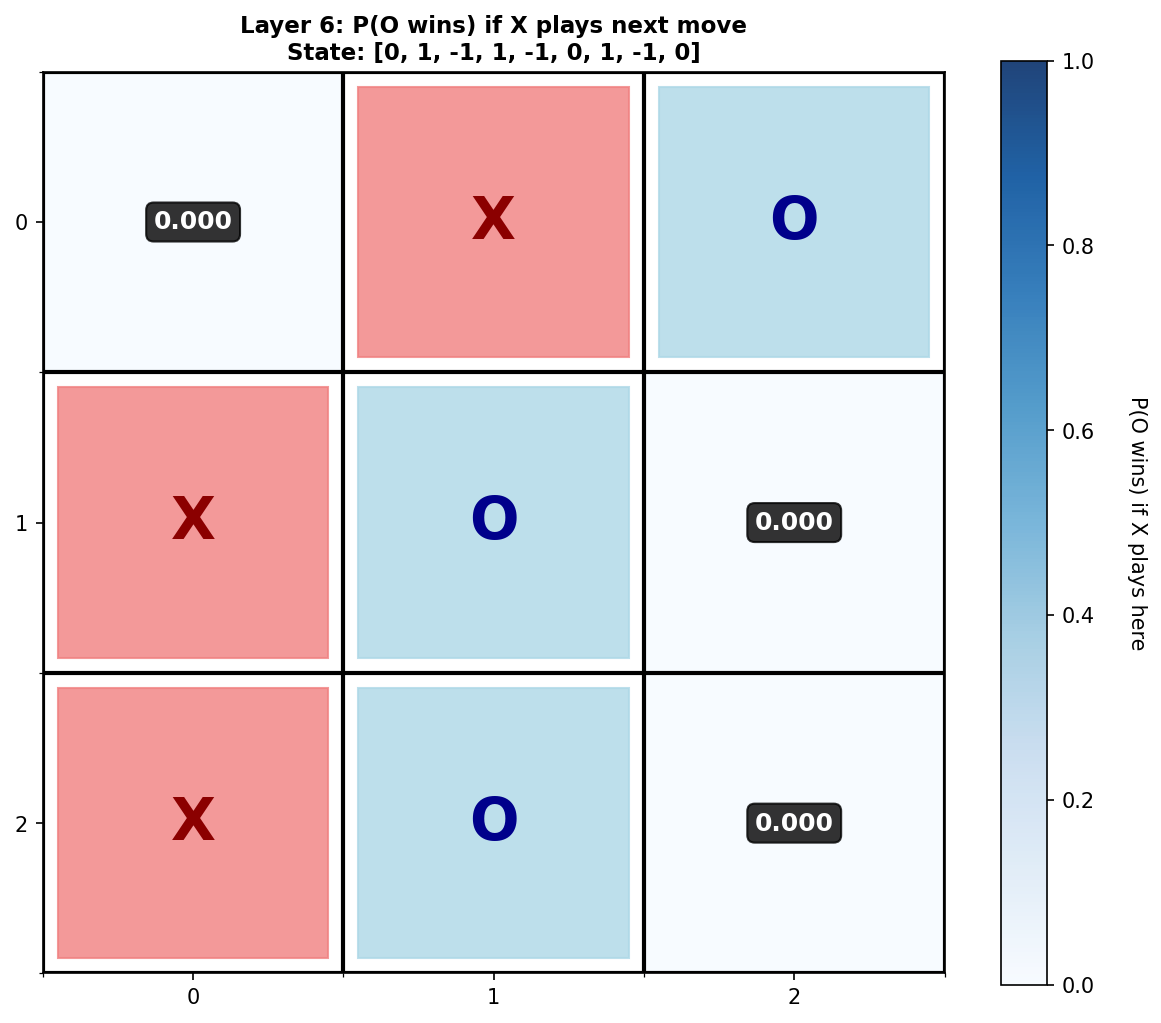 Layer 6: P(O wins) if X plays next move
State: [0, 1, -1, 1, -1, 0, 1, -1, 0]
0
0.000
X
O
1
X
O
0.000
2
X
O
0.000
0
1
2
1.0
0.8
0.6
0.4
0.2
0.0
P(O wins) if X plays here